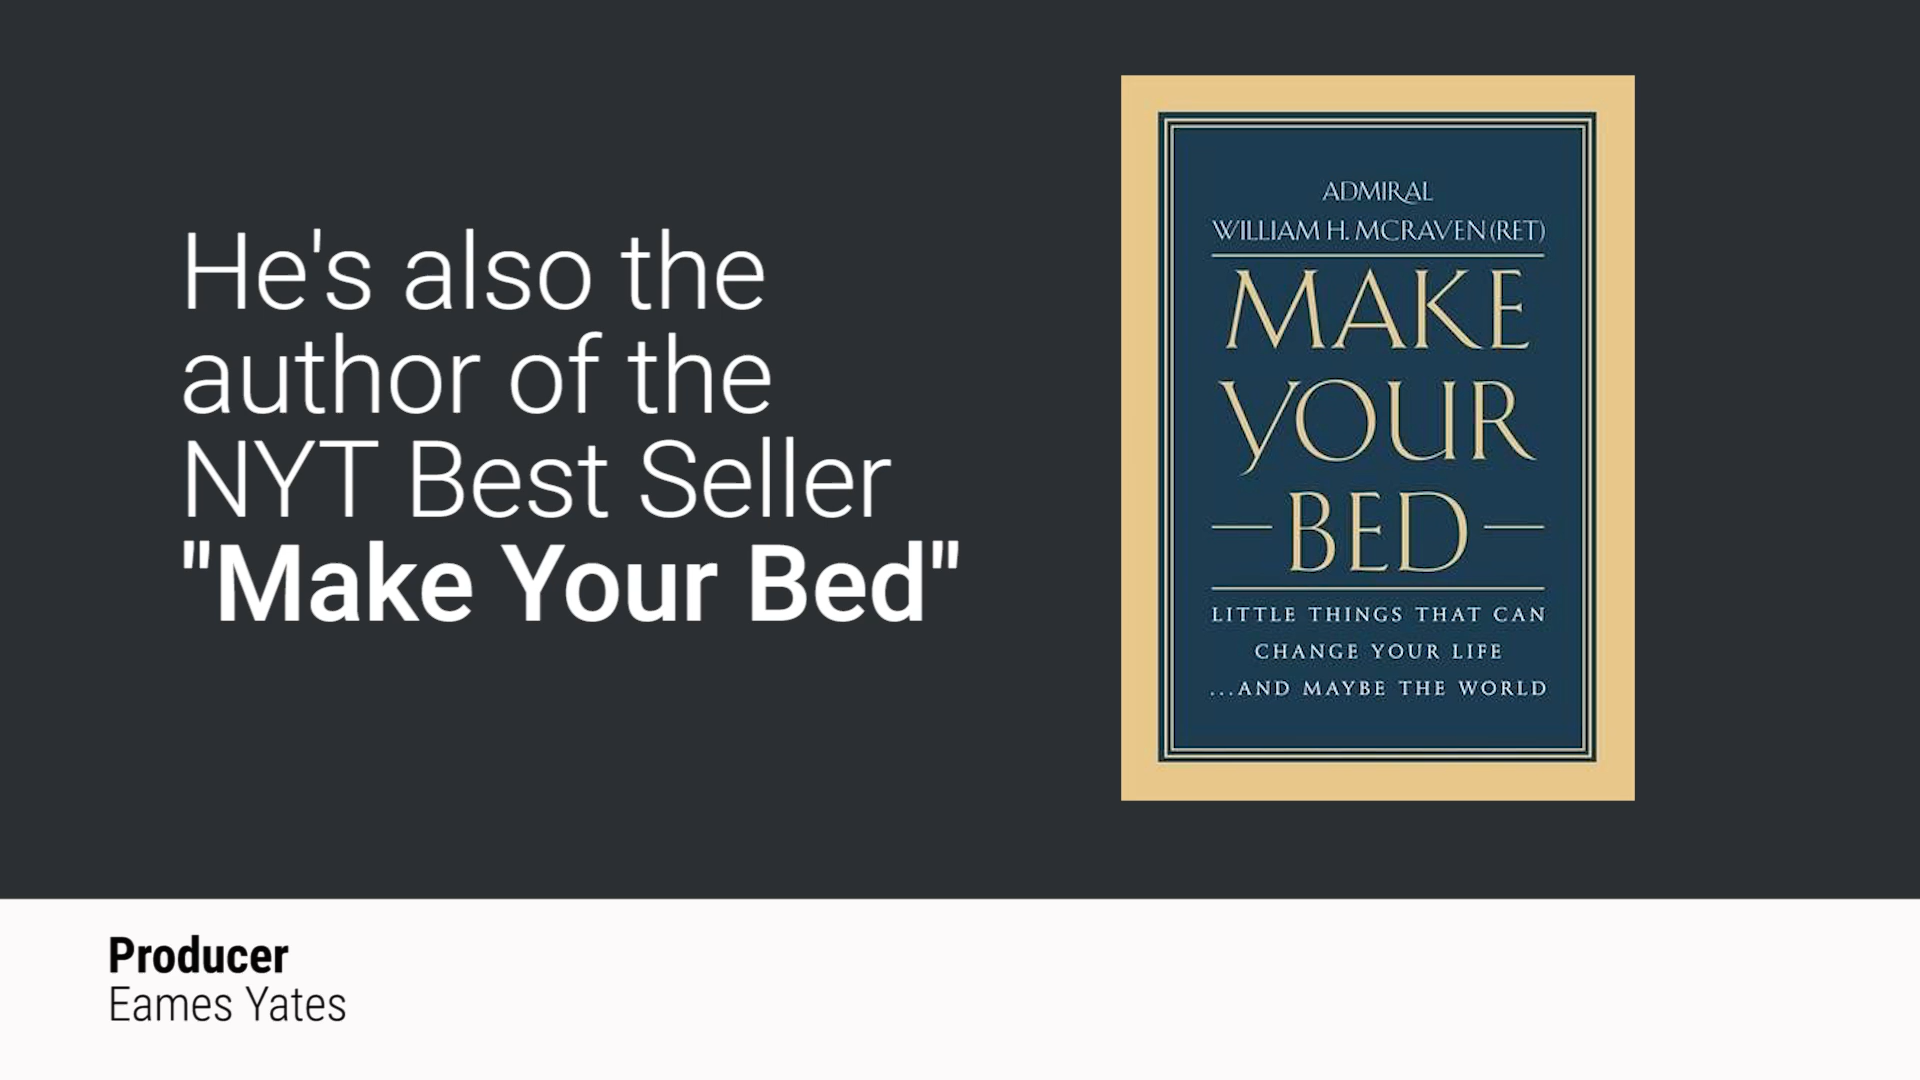 He's also the
author of the
NYT Best Seller
"Make Your Bed"
ADMIRAL
WILLIAM H. MCRAVEN (RET)
MAKE
YOUR
BED
LITTLE THINGS THAT CAN
CHANGE YOUR LIFE
...AND MAYBE THE WORLD
Producer
Eames Yates